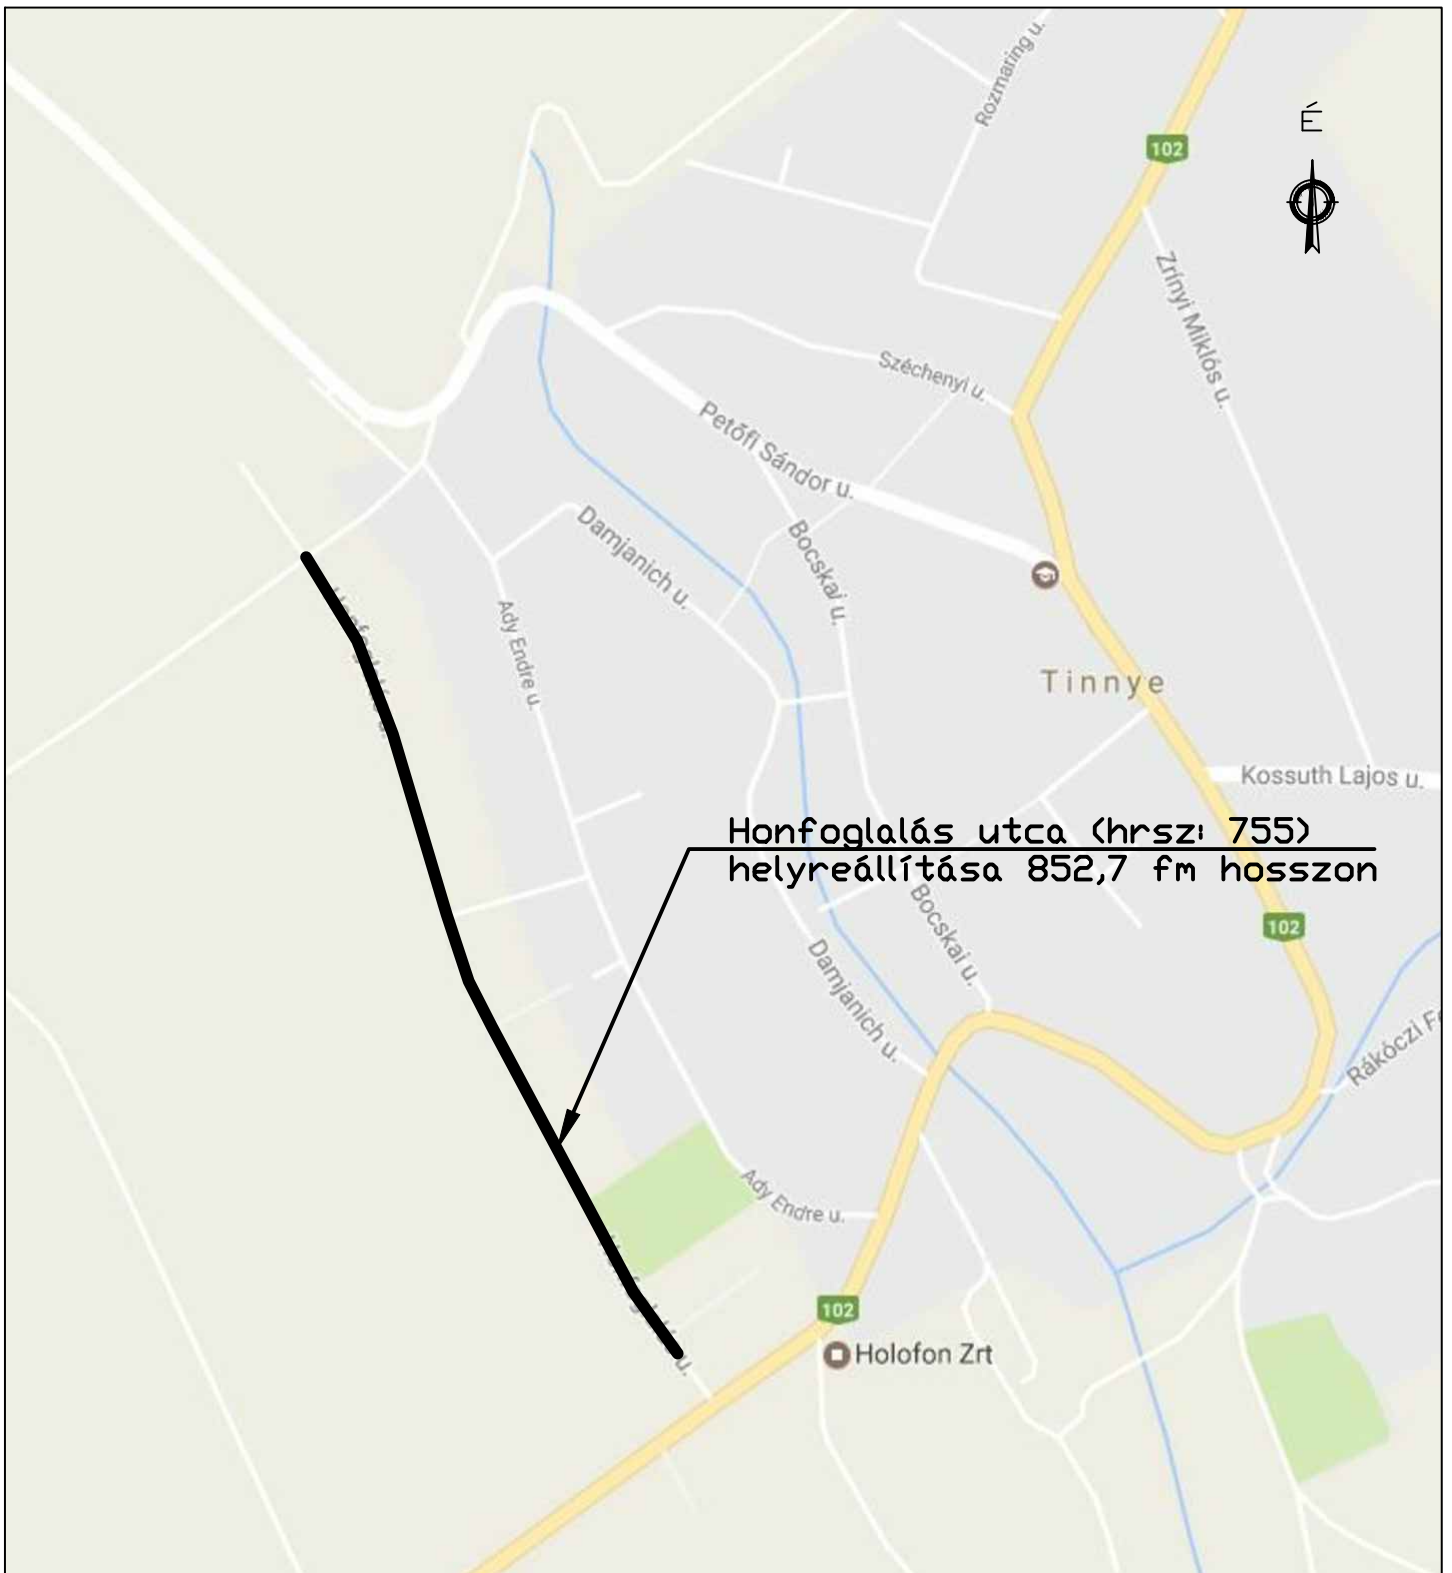 Rozmaring u.
É
102
Zrínyi Miklós u.
Széchenyi u.
Petőfi Sándor u.
Damjanich u.
Bocskai u.
Ady Endre u.
Tinnye
Kossuth Lajos u.
Honfoglalás utca (hrsz: 755)
helyreállítása 852,7 fm hosszon
Bocskai u.
102
Damjanich u.
Rákóczi
Ady Endre u.
102
Holofon Zrt